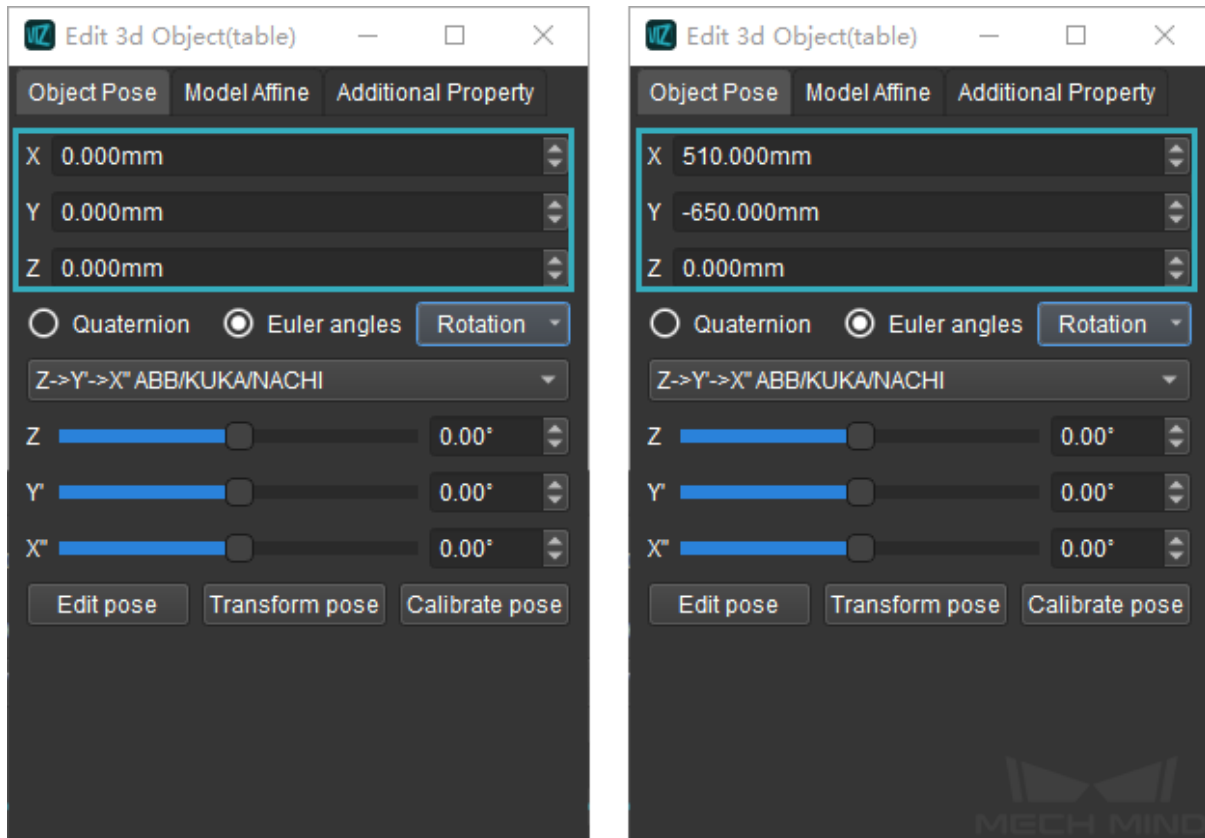 VIZ Edit 3d Object(table)
Object Pose Model Affine Additional Property
X 0.000mm
Y 0.000mm
Z 0.000mm
Quaternion Euler angles Rotation
Z->Y'->X'' ABB/KUKA/NACHI
Z 0.00°
Y' 0.00°
X'' 0.00°
Edit pose Transform pose Calibrate pose
VIZ Edit 3d Object(table)
Object Pose Model Affine Additional Property
X 510.000mm
Y -650.000mm
Z 0.000mm
Quaternion Euler angles Rotation
Z->Y'->X'' ABB/KUKA/NACHI
Z 0.00°
Y' 0.00°
X'' 0.00°
Edit pose Transform pose Calibrate pose
MECH MIND